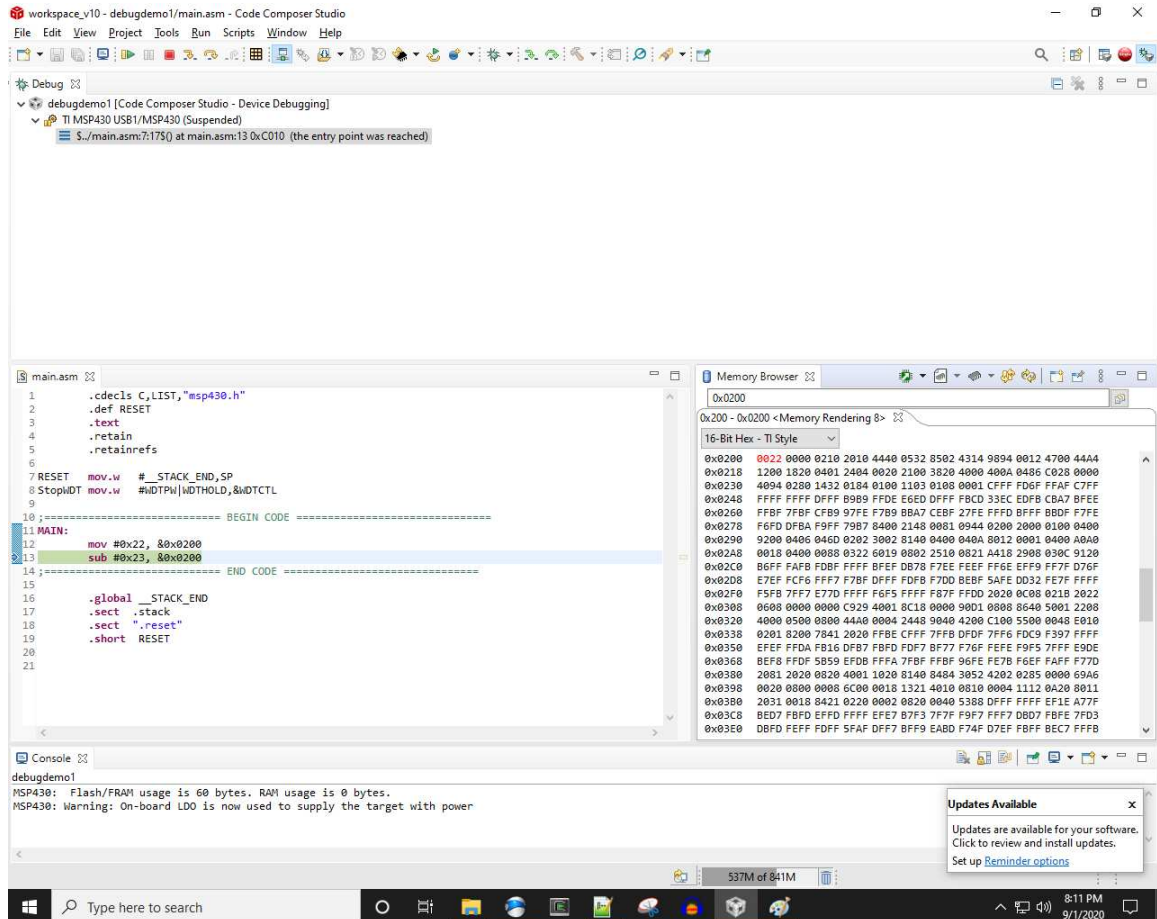 workspace_v10 - debugdemo1/main.asm - Code Composer Studio
File Edit View Project Tools Run Scripts Window Help
Debug
debugdemo1 [Code Composer Studio - Device Debugging]
TI MSP430 USB1/MSP430 (Suspended)
$../main.asm:7:17$() at main.asm:13 0xC010 (the entry point was reached)
main.asm
1 .cdecls C,LIST,"msp430.h"
2 .def RESET
3 .text
4 .retain
5 .retainrefs
6
7 RESET mov.w #__STACK_END,SP
8 StopWDT mov.w #WDTPW|WDTHOLD,&WDTCTL
9
10 ;============================ BEGIN CODE ===============================
11 MAIN:
12 mov #0x22, &0x0200
13 sub #0x23, &0x0200
14 ;============================ END CODE ===============================
15
16 .global __STACK_END
17 .sect .stack
18 .sect ".reset"
19 .short RESET
20
21
Memory Browser
0x0200
0x200 - 0x0200 <Memory Rendering 8>
16-Bit Hex - TI Style
0x0200 0022 0000 0210 2010 4440 0532 8502 4314 9894 0012 4700 44A4
0x0218 1200 1820 0401 2404 0020 2100 3820 4000 400A 0486 C028 0000
0x0230 4094 0280 1432 0184 0100 1103 0108 0001 CFFF FD6F FFAF C7FF
0x0248 FFFF FFFF DFFF B9B9 FFDE E6ED DFFF FBCD 33EC EDFB CBA7 BFEE
0x0260 FFBF 7FBF CFB9 97FE F7B9 BBA7 CEBF 27FE FFFD BFFF BBDF F7FE
0x0278 F6FD DFBA F9FF 79B7 8400 2148 0081 0944 0200 2000 0100 0400
0x0290 9200 0406 046D 0202 3002 8140 0400 040A 8012 0001 0400 A0A0
0x02A8 0018 0400 0088 0322 6019 0802 2510 0821 A418 2908 030C 9120
0x02C0 B6FF FAFB FDBF FFFF BFEF DB78 F7EE FEEF FF6E EFF9 FF7F D76F
0x02D8 E7EF FCF6 FFF7 F7BF DFFF FDFB F7DD BEBF 5AFE DD32 FE7F FFFF
0x02F0 F5FB 7FF7 E77D FFFF F6F5 FFFF F87F FFDD 2020 0C08 021B 2022
0x0308 0608 0000 0000 C929 4001 8C18 0000 90D1 0808 8640 5001 2208
0x0320 4000 0500 0800 44A0 0004 2448 9040 4200 C100 5500 0048 E010
0x0338 0201 8200 7841 2020 FFBE CFFF 7FFB DFDF 7FF6 FDC9 F397 FFFF
0x0350 EFEF FFDA FB16 DFB7 FBFD FDF7 BF77 F76F FEFE F9F5 7FFF E9DE
0x0368 BEF8 FFDF 5B59 EFDB FFFA 7FBF FFBF 96FE FE7B F6EF FAFF F77D
0x0380 2081 2020 0820 4001 1020 8140 8484 3052 4202 0285 0000 69A6
0x0398 0020 0800 0008 6C00 0018 1321 4010 0810 0004 1112 0A20 8011
0x03B0 2031 0018 8421 0220 0002 0820 0040 5388 DFFF FFFF EF1E A77F
0x03C8 BED7 FBFD EFFD FFFF EFE7 B7F3 7F7F F9F7 FFF7 DBD7 FBFE 7FD3
0x03E0 DBFD FEFF FDFF 5FAF DFF7 BFF9 EABD F74F D7EF FBFF BEC7 FFFB
Console
debugdemo1
MSP430: Flash/FRAM usage is 60 bytes. RAM usage is 0 bytes.
MSP430: Warning: On-board LDO is now used to supply the target with power
Updates Available x
Updates are available for your software.
Click to review and install updates.
Set up Reminder options
537M of 841M
Type here to search
8:11 PM
9/1/2020